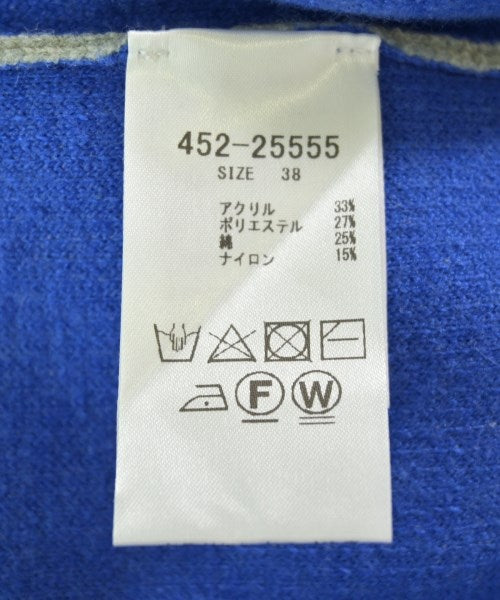 452-25555
SIZE 38
アクリル 33%
ポリエステル 27%
綿 25%
ナイロン 15%
F W